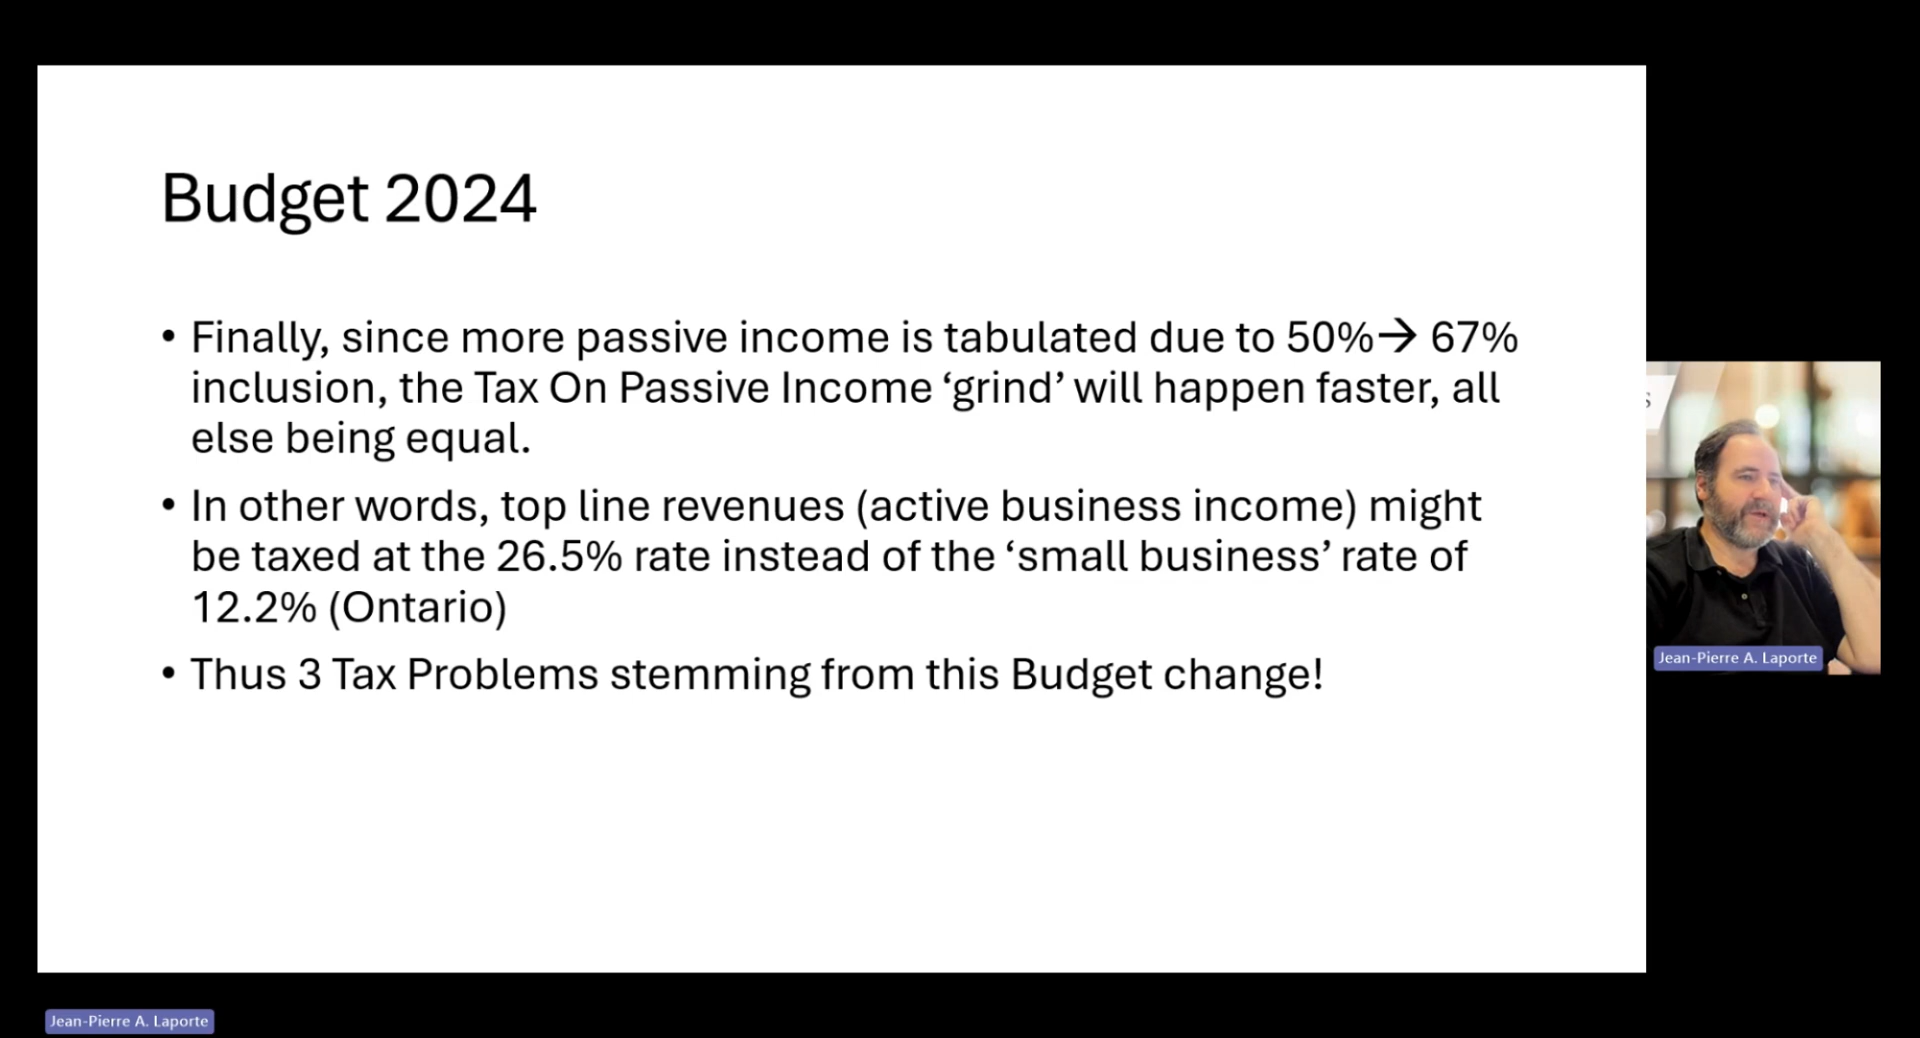 Budget 2024
• Finally, since more passive income is tabulated due to 50%→ 67%
inclusion, the Tax On Passive Income ‘grind’ will happen faster, all
else being equal.
• In other words, top line revenues (active business income) might
be taxed at the 26.5% rate instead of the ‘small business’ rate of
12.2% (Ontario)
• Thus 3 Tax Problems stemming from this Budget change!
Jean-Pierre A. Laporte
Jean-Pierre A. Laporte